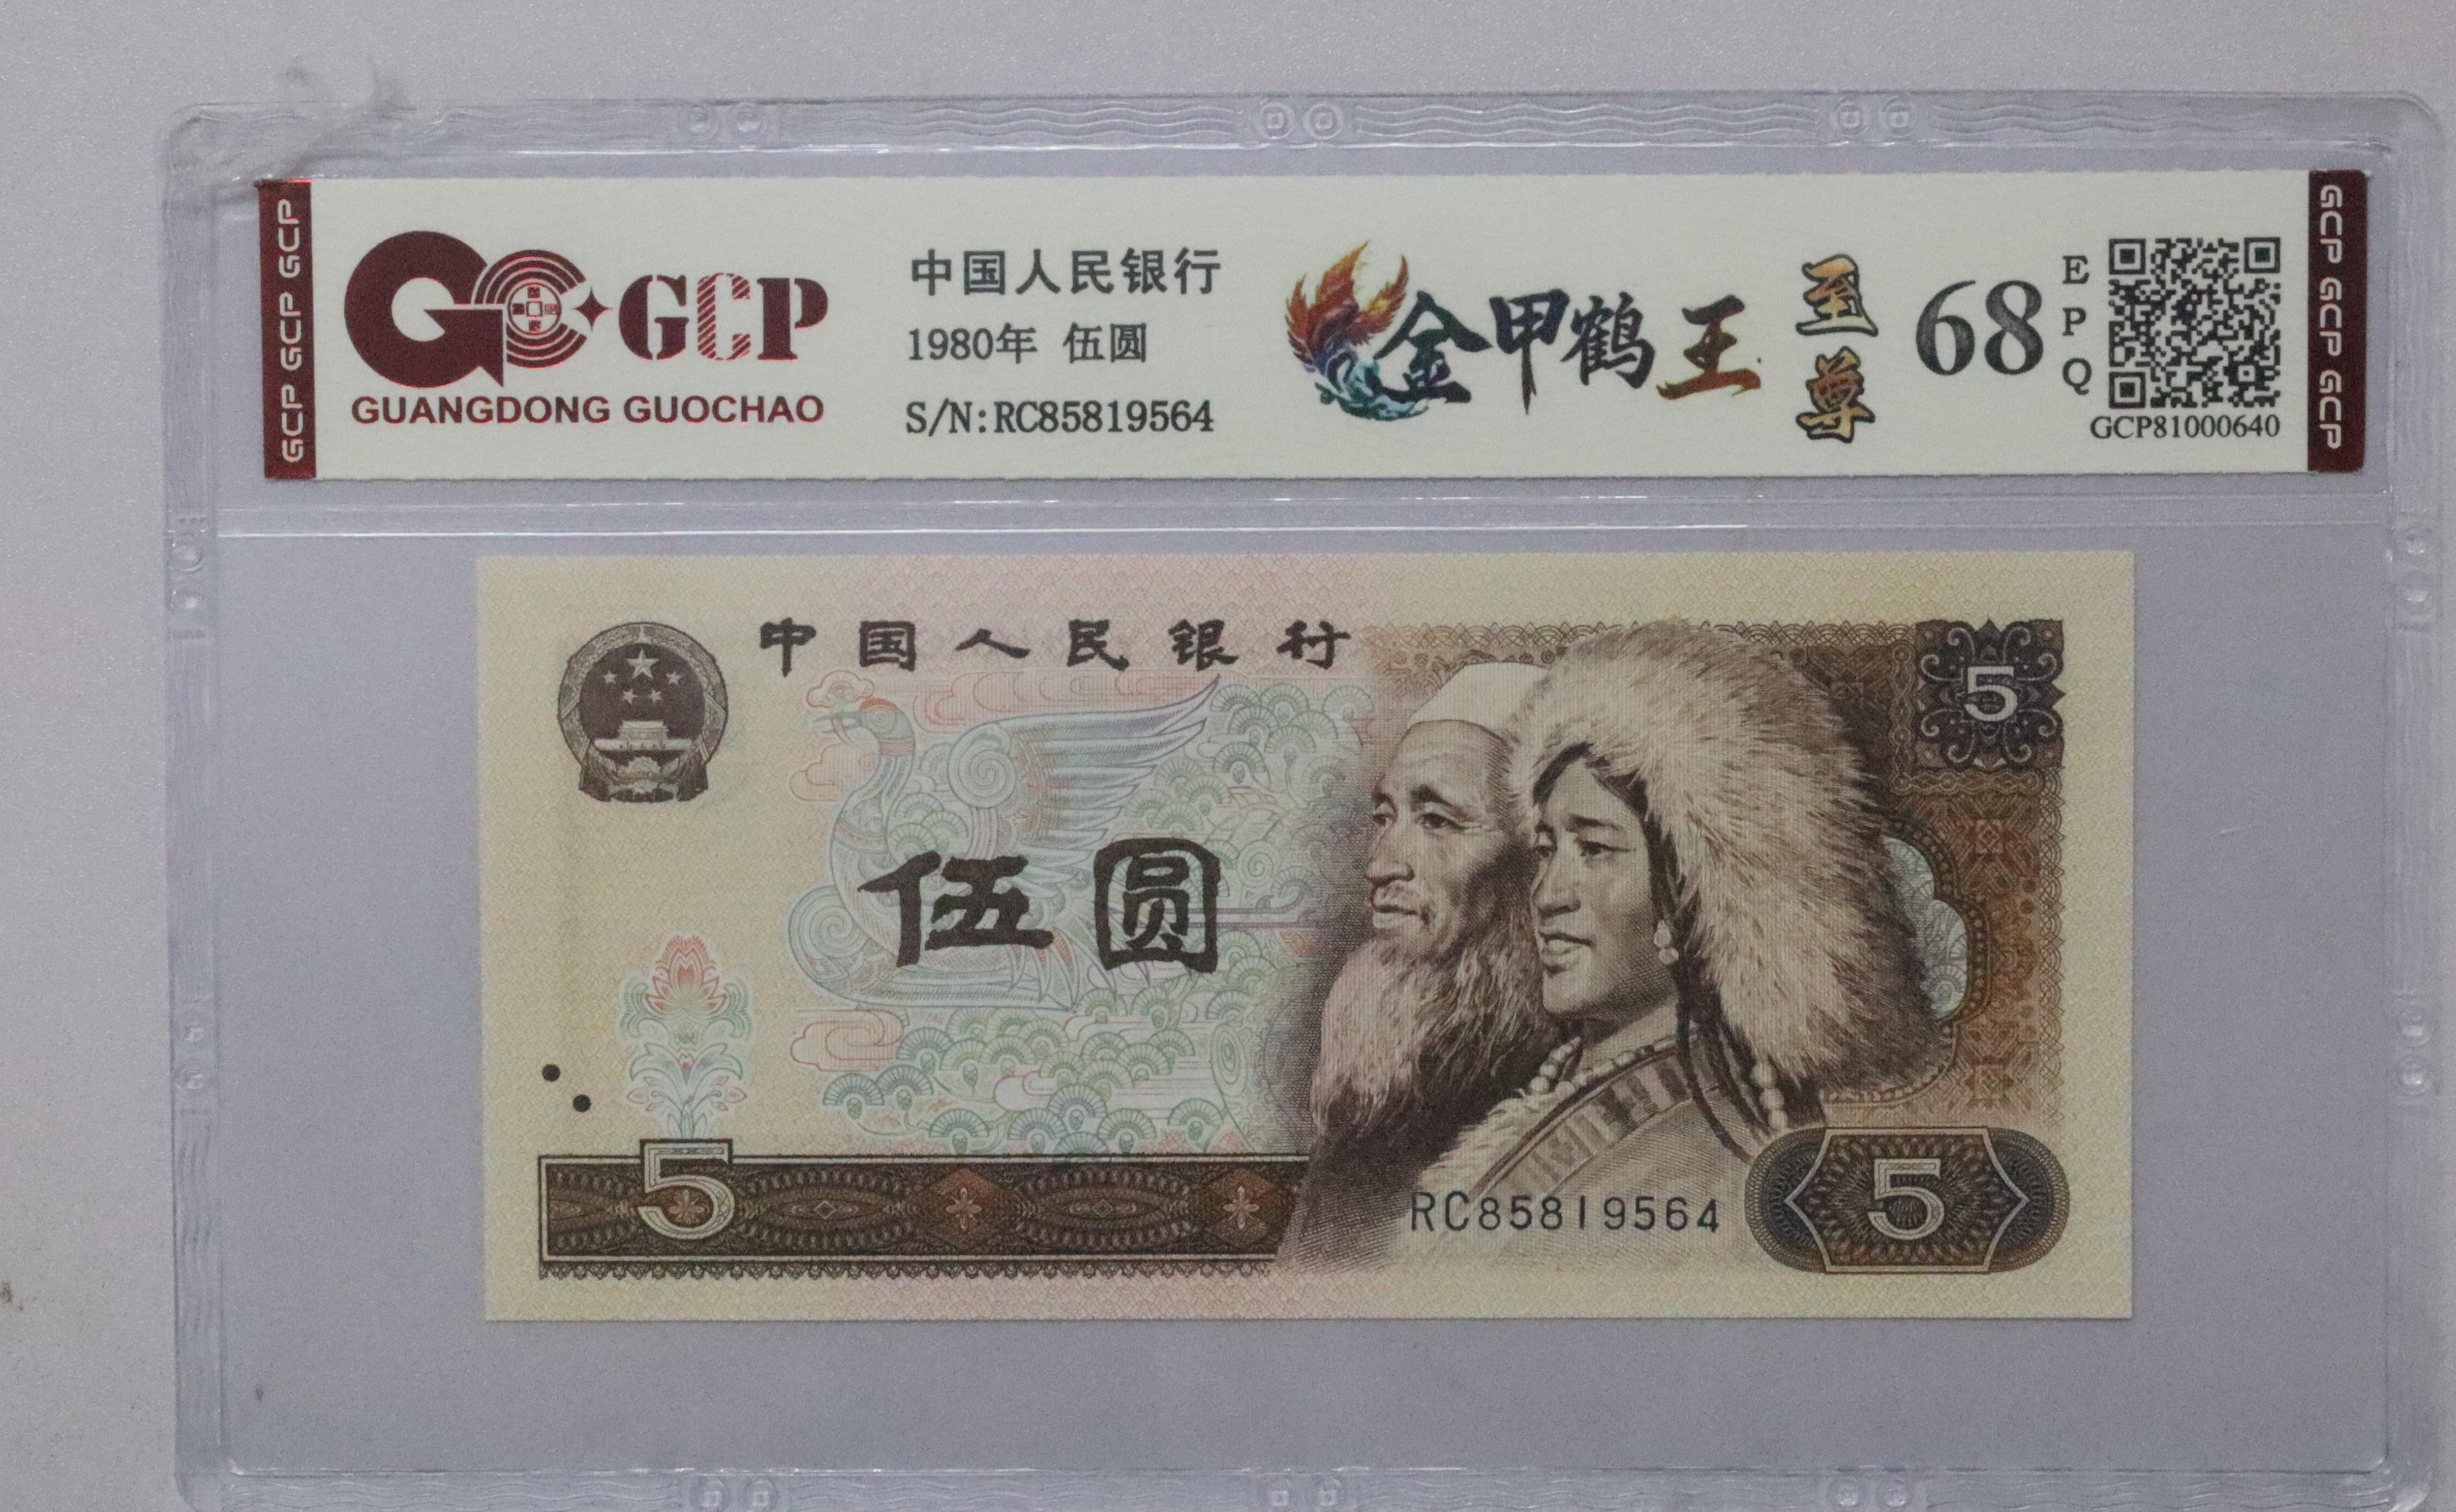 GCP GCP GCP
GCP
GUANGDONG GUOCHAO
中国人民银行
1980年 伍圆
S/N:RC85819564
金甲鹤王
至尊
68
EPQ
GCP81000640
GCP GCP GCP
中国人民银行
5
伍圆
5
RC85819564
5